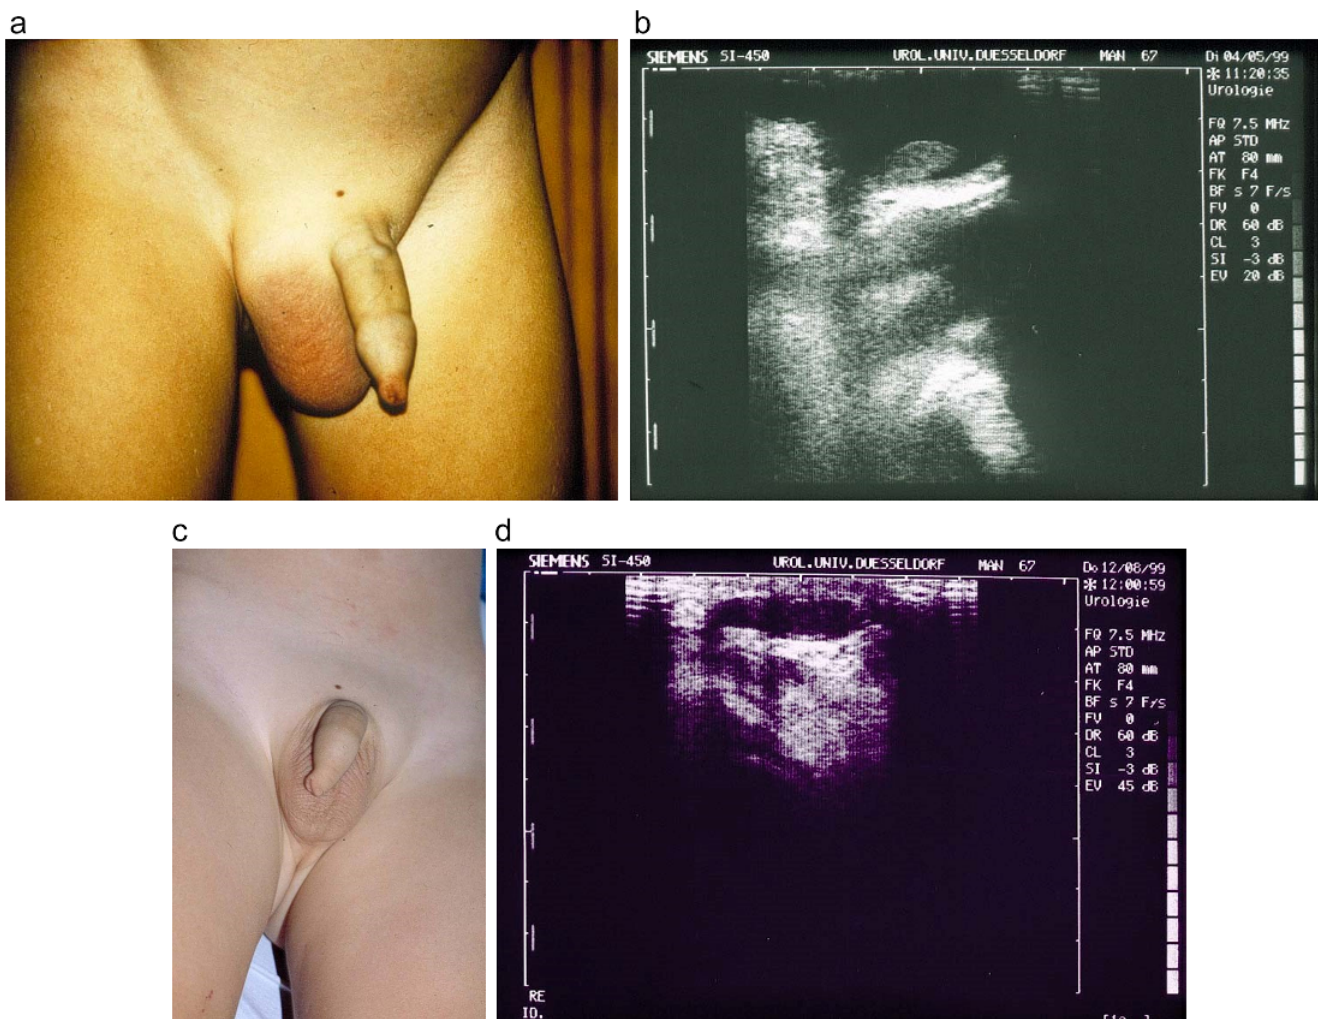 a
b
SIEMENS SI-450 UROL.UNIV.DUESSELDORF MAN 67 Di 04/05/99
* 11:20:35
Urologie
FQ 7.5 MHz
AP STD
AT 80 mm
FK F4
BF s 7 F/s
FV 0
DR 60 dB
CL 3
SI -3 dB
EV 20 dB
c
d
SIEMENS SI-450 UROL.UNIV.DUESSELDORF MAN 67 Do 12/08/99
* 12:00:59
Urologie
FQ 7.5 MHz
AP STD
AT 80 mm
FK F4
BF s 7 F/s
FV 0
DR 60 dB
CL 3
SI -3 dB
EV 45 dB
RE
IO.